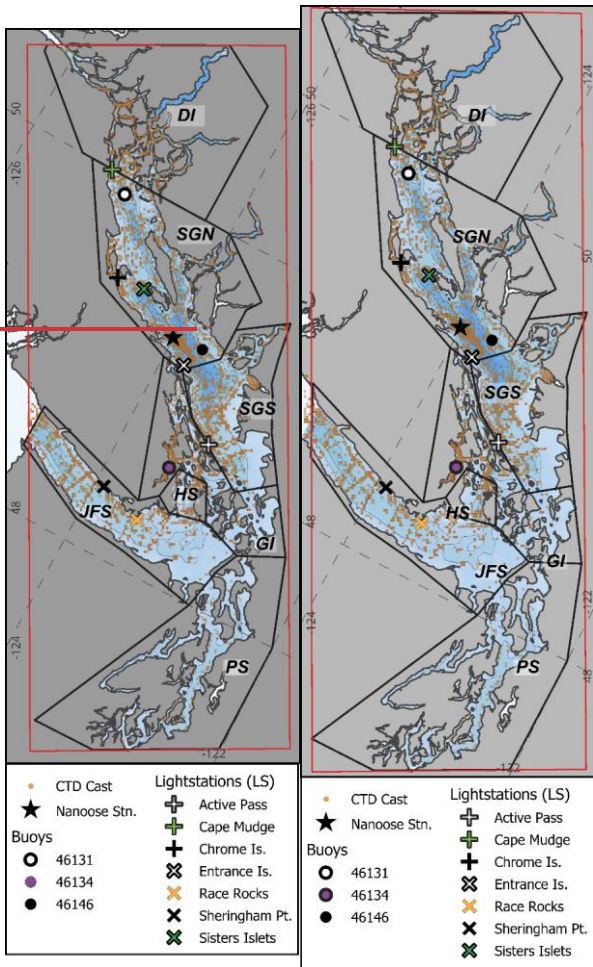 50
-126
DI
SGN
SGS
HS
JFS
GI
48
-124
PS
-122
CTD Cast
Nanoose Stn.
Buoys
46131
46134
46146
Lightstations (LS)
Active Pass
Cape Mudge
Chrome Is.
Entrance Is.
Race Rocks
Sheringham Pt.
Sisters Islets
-124
-126 50
DI
SGN
50
SGS
HS
48
GI
JFS
-124
-122
PS
48
-122
CTD Cast
Nanoose Stn.
Buoys
46131
46134
46146
Lightstations (LS)
Active Pass
Cape Mudge
Chrome Is.
Entrance Is.
Race Rocks
Sheringham Pt.
Sisters Islets